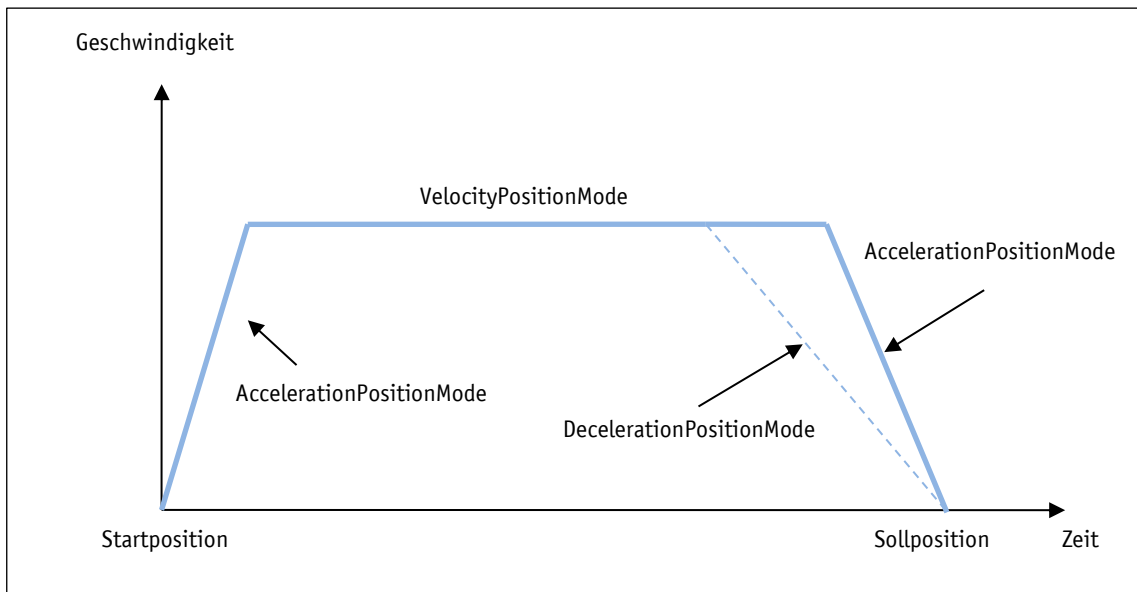 Geschwindigkeit
VelocityPositionMode
AccelerationPositionMode
AccelerationPositionMode
DecelerationPositionMode
Startposition
Sollposition
Zeit